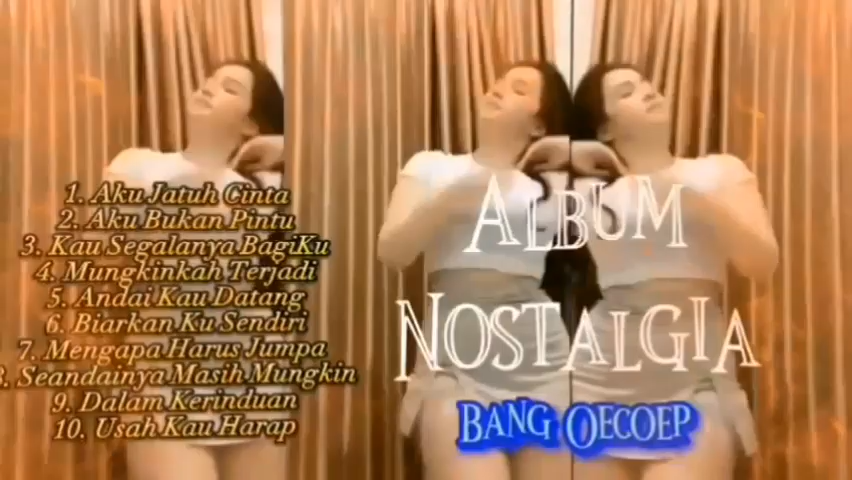 1. Aku Jatuh Cinta
2. Aku Bukan Pintu
3. Kau Segalanya BagiKu
4. Mungkinkah Terjadi
5. Andai Kau Datang
6. Biarkan Ku Sendiri
7. Mengapa Harus Jumpa
8. Seandainya Masih Mungkin
9. Dalam Kerinduan
10. Usah Kau Harap
Album
Nostalgia
Bang Oecoep